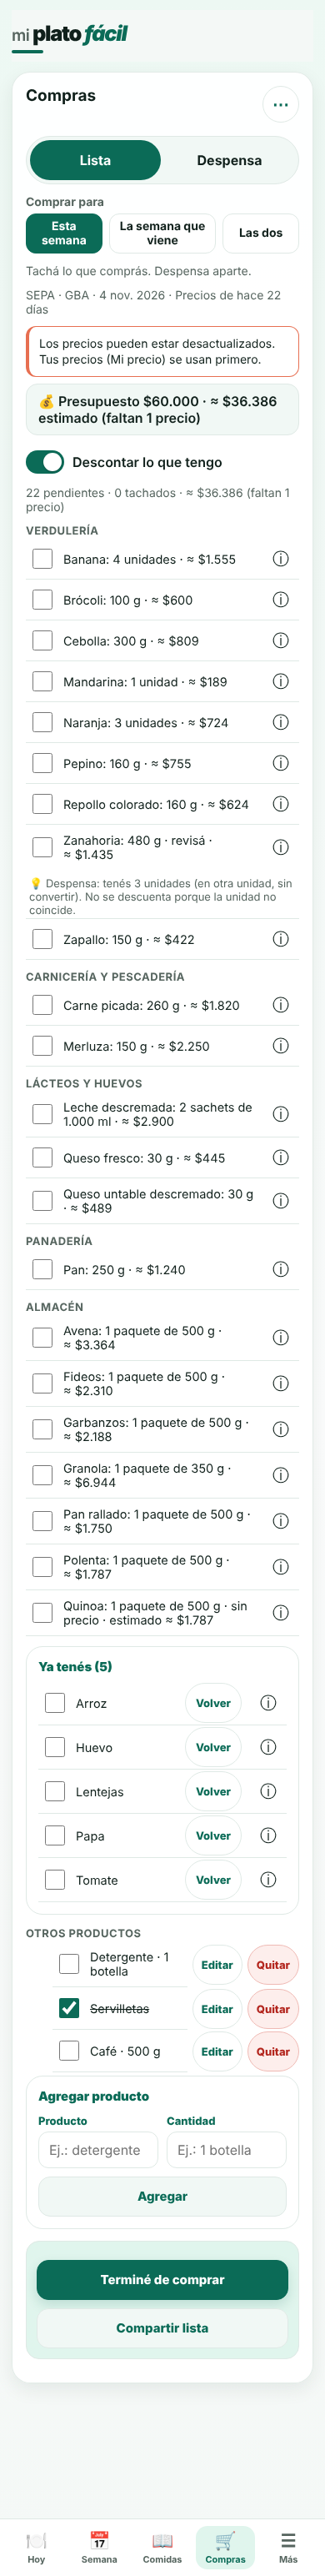 mi plato fácil
Compras
...
Lista
Despensa
Comprar para
Esta
semana
La semana que
viene
Las dos
Tachá lo que comprás. Despensa aparte.
SEPA · GBA · 4 nov. 2026 · Precios de hace 22
días
Los precios pueden estar desactualizados.
Tus precios (Mi precio) se usan primero.
💰 Presupuesto $60.000 · ≈ $36.386
estimado (faltan 1 precio)
Descontar lo que tengo
22 pendientes · 0 tachados · ≈ $36.386 (faltan 1
precio)
VERDULERÍA
Banana: 4 unidades · ≈ $1.555 ⓘ
Brócoli: 100 g · ≈ $600 ⓘ
Cebolla: 300 g · ≈ $809 ⓘ
Mandarina: 1 unidad · ≈ $189 ⓘ
Naranja: 3 unidades · ≈ $724 ⓘ
Pepino: 160 g · ≈ $755 ⓘ
Repollo colorado: 160 g · ≈ $624 ⓘ
Zanahoria: 480 g · revisá ·
≈ $1.435 ⓘ
💡 Despensa: tenés 3 unidades (en otra unidad, sin
convertir). No se descuenta porque la unidad no
coincide.
Zapallo: 150 g · ≈ $422 ⓘ
CARNICERÍA Y PESCADERÍA
Carne picada: 260 g · ≈ $1.820 ⓘ
Merluza: 150 g · ≈ $2.250 ⓘ
LÁCTEOS Y HUEVOS
Leche descremada: 2 sachets de
1.000 ml · ≈ $2.900 ⓘ
Queso fresco: 30 g · ≈ $445 ⓘ
Queso untable descremado: 30 g
· ≈ $489 ⓘ
PANADERÍA
Pan: 250 g · ≈ $1.240 ⓘ
ALMACÉN
Avena: 1 paquete de 500 g ·
≈ $3.364 ⓘ
Fideos: 1 paquete de 500 g ·
≈ $2.310 ⓘ
Garbanzos: 1 paquete de 500 g ·
≈ $2.188 ⓘ
Granola: 1 paquete de 350 g ·
≈ $6.944 ⓘ
Pan rallado: 1 paquete de 500 g ·
≈ $1.750 ⓘ
Polenta: 1 paquete de 500 g ·
≈ $1.787 ⓘ
Quinoa: 1 paquete de 500 g · sin
precio · estimado ≈ $1.787 ⓘ
Ya tenés (5)
Arroz Volver ⓘ
Huevo Volver ⓘ
Lentejas Volver ⓘ
Papa Volver ⓘ
Tomate Volver ⓘ
OTROS PRODUCTOS
Detergente · 1
botella
Editar Quitar
Servilletas Editar Quitar
Café · 500 g Editar Quitar
Agregar producto
Producto Cantidad
Ej.: detergente Ej.: 1 botella
Agregar
Terminé de comprar
Compartir lista
Hoy Semana Comidas Compras Más